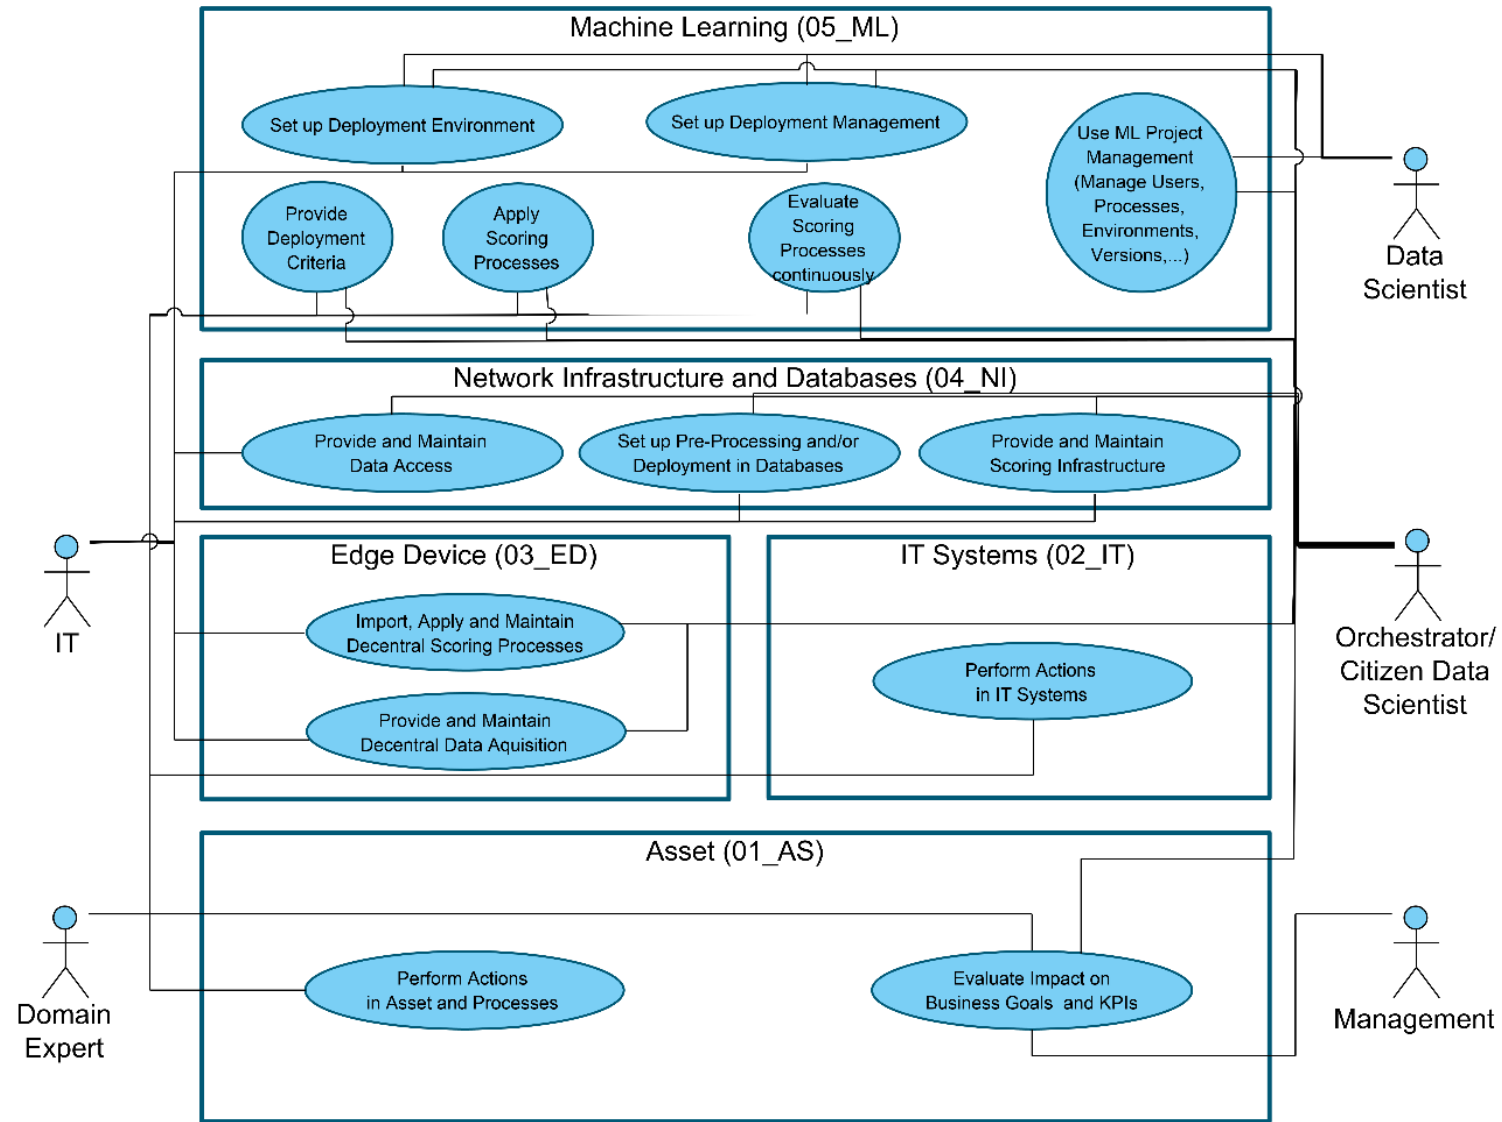 Machine Learning (05_ML)
Set up Deployment Environment
Set up Deployment Management
Use ML Project
Management
(Manage Users,
Processes,
Environments,
Versions,...)
Provide
Deployment
Criteria
Apply
Scoring
Processes
Evaluate
Scoring
Processes
continuously
Data
Scientist
Network Infrastructure and Databases (04_NI)
Provide and Maintain
Data Access
Set up Pre-Processing and/or
Deployment in Databases
Provide and Maintain
Scoring Infrastructure
IT
Edge Device (03_ED)
Import, Apply and Maintain
Decentral Scoring Processes
Provide and Maintain
Decentral Data Aquisition
IT Systems (02_IT)
Perform Actions
in IT Systems
Orchestrator/
Citizen Data
Scientist
Asset (01_AS)
Perform Actions
in Asset and Processes
Evaluate Impact on
Business Goals and KPIs
Domain
Expert
Management